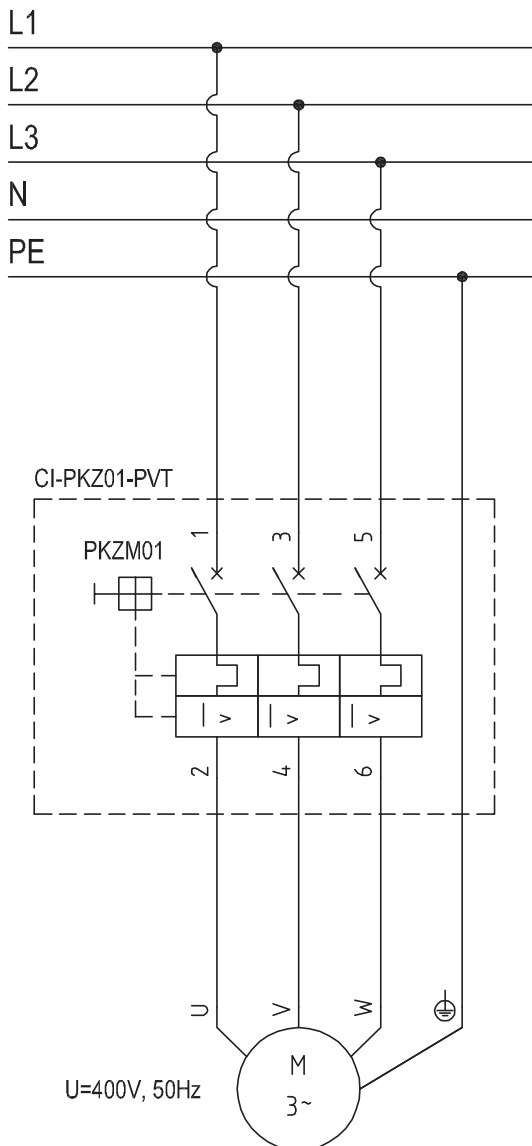 L1
L2
L3
N
PE
CI-PKZ01-PVT
PKZM01
1 3 5
I > I > I >
2 4 6
U V W
M
3~
U=400V, 50Hz